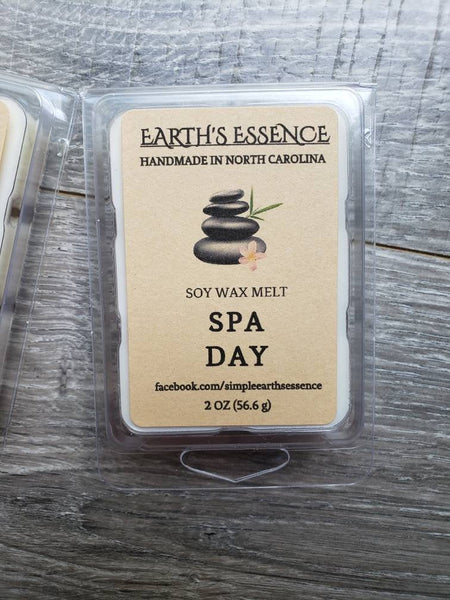 EARTH'S ESSENCE
HANDMADE IN NORTH CAROLINA
SOY WAX MELT
SPA
DAY
facebook.com/simpleearthsessence
2 OZ (56.6 g)